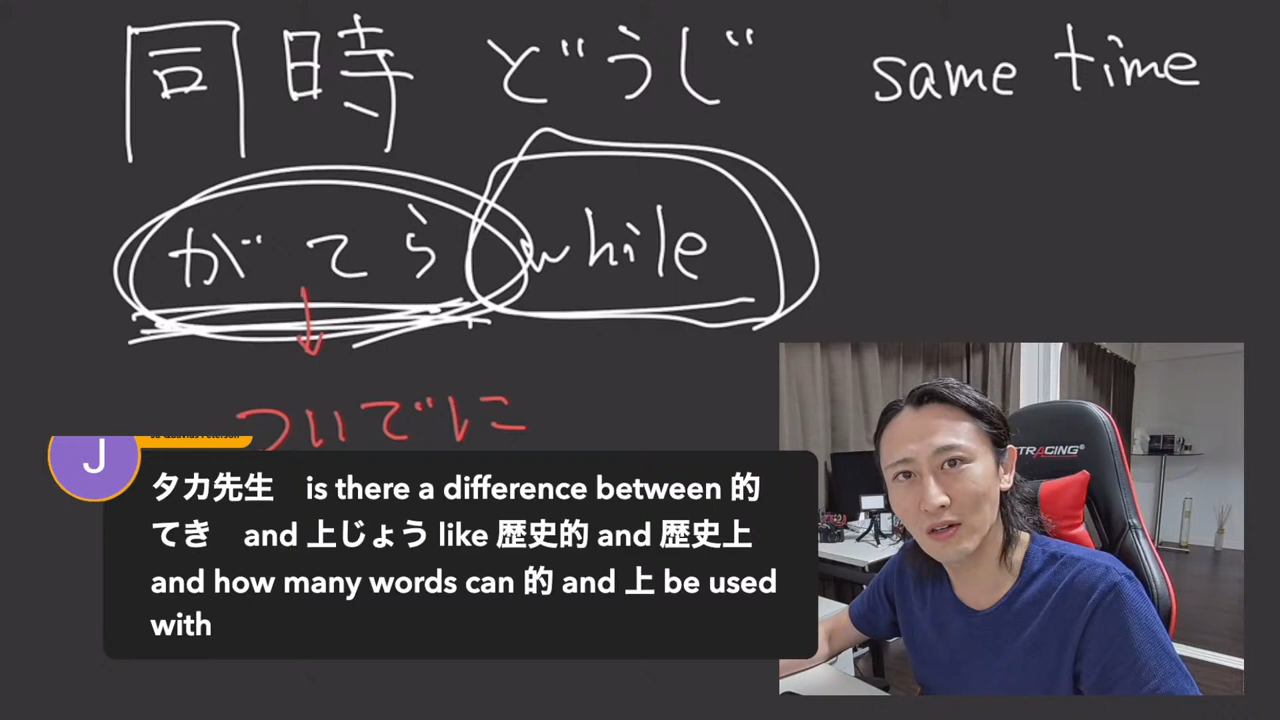 同時 どうじ same time
がてら while
ついでに
J
タカ先生 is there a difference between 的
てき and 上じょう like 歴史的 and 歴史上
and how many words can 的 and 上 be used
with
TRACING®